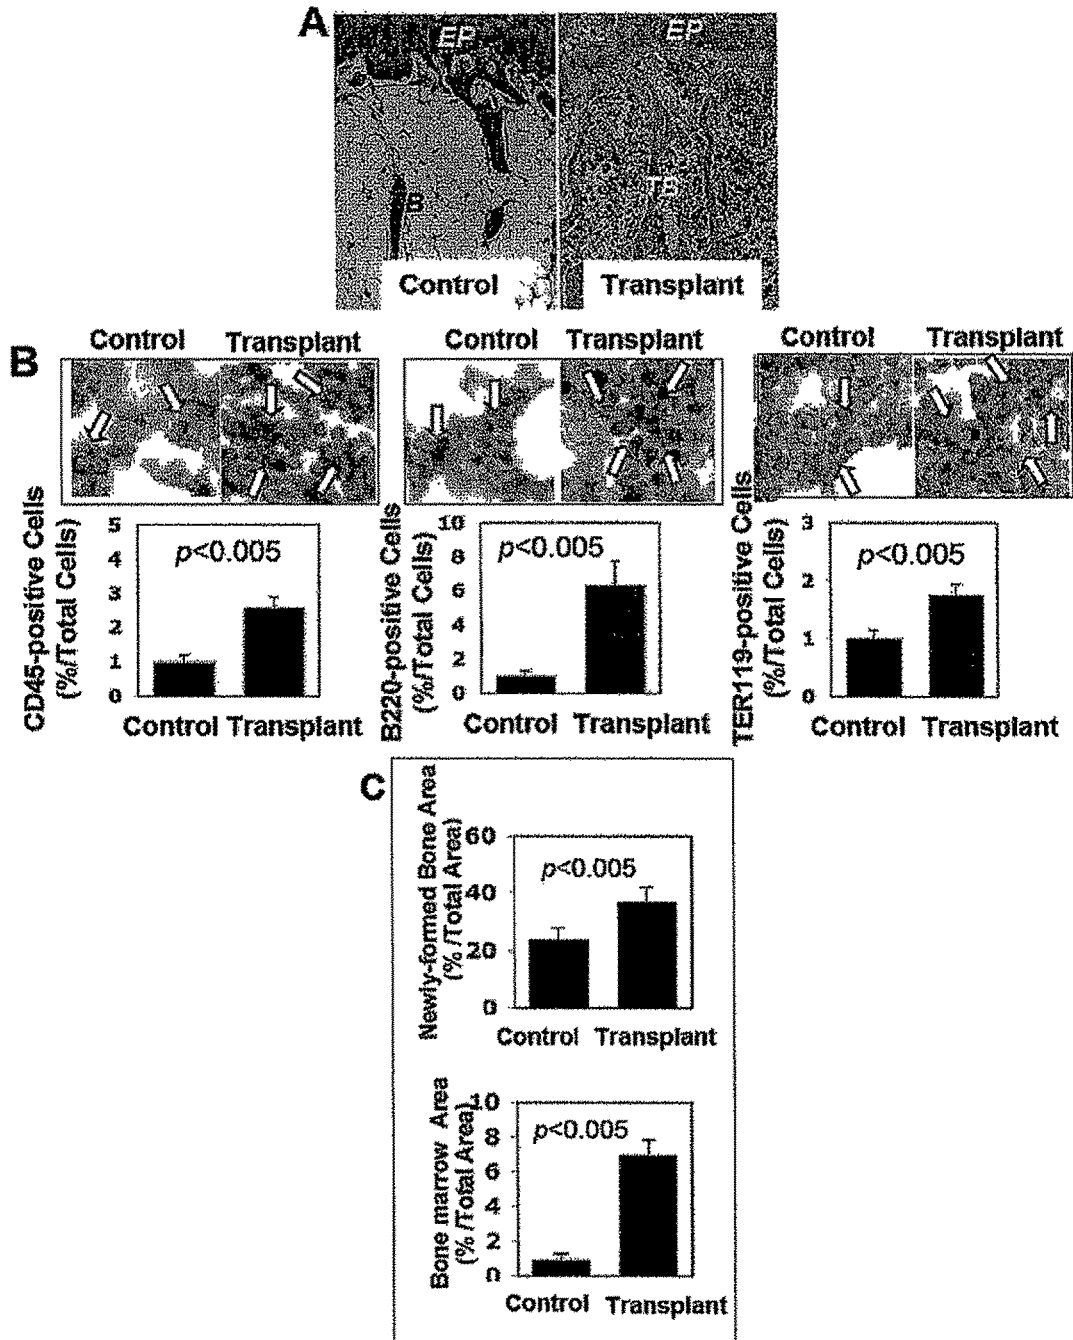 A
EP
EP
B
TB
Control
Transplant
B
Control Transplant
CD45-positive Cells
(%/Total Cells)
5
4
3
2
1
0
p<0.005
Control Transplant
Control Transplant
B220-positive Cells
(%/Total Cells)
10
8
6
4
2
0
p<0.005
Control Transplant
Control Transplant
TER119-positive Cells
(%/Total Cells)
3
2
1
0
p<0.005
Control Transplant
C
Newly-formed Bone Area
(% /Total Area)
60
40
20
0
p<0.005
Control Transplant
Bone marrow Area
(% /Total Area)
10
8
6
4
2
0
p<0.005
Control Transplant